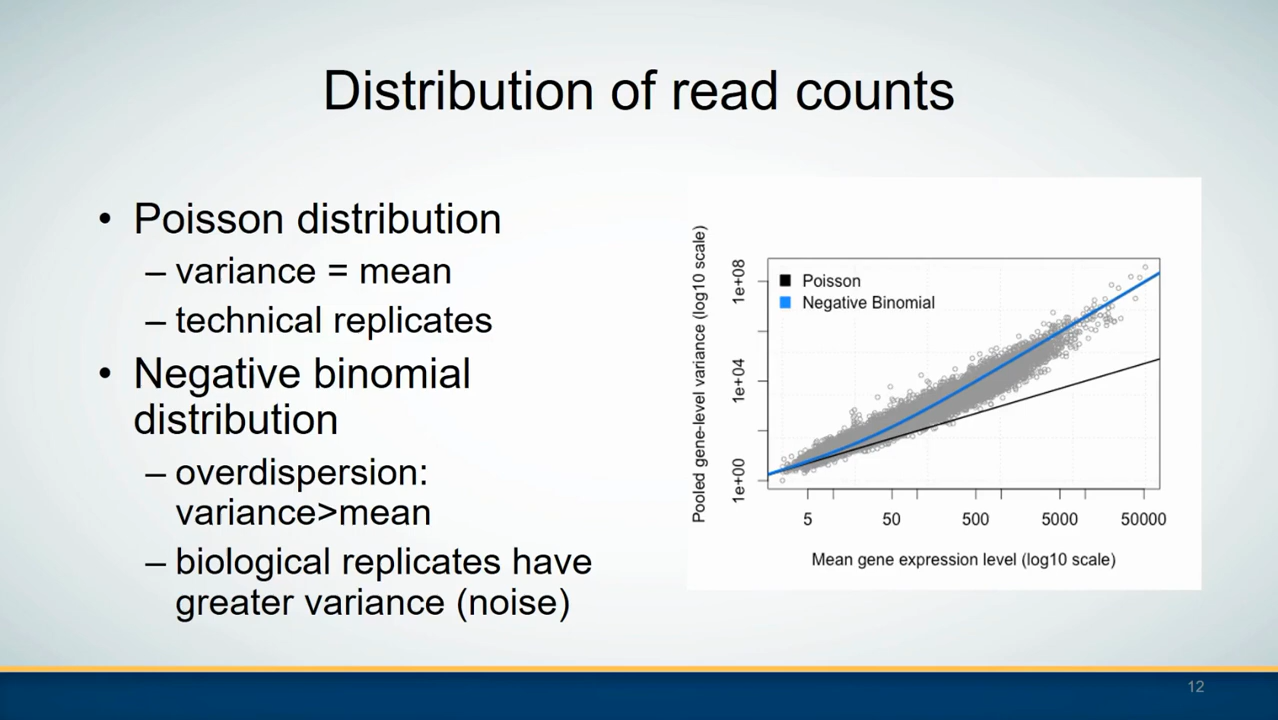 Distribution of read counts
• Poisson distribution
– variance = mean
– technical replicates
• Negative binomial
distribution
– overdispersion:
variance>mean
– biological replicates have
greater variance (noise)
Pooled gene-level variance (log10 scale)
1e+08
1e+04
1e+00
Poisson
Negative Binomial
5 50 500 5000 50000
Mean gene expression level (log10 scale)
12